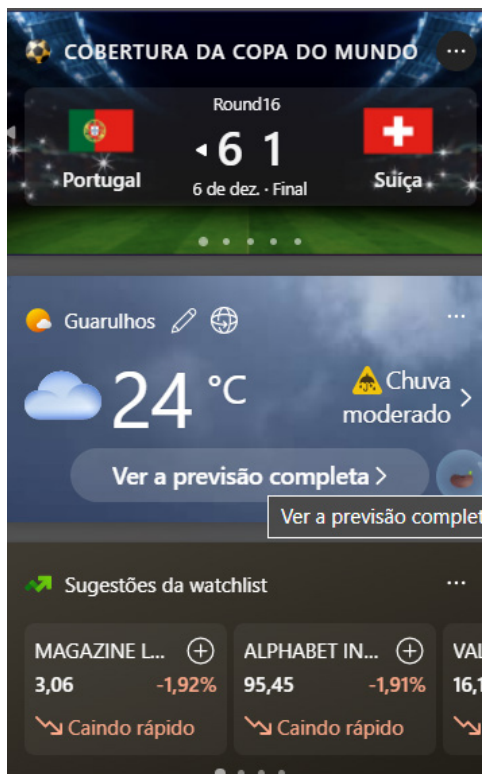 COBERTURA DA COPA DO MUNDO
Round16
6 1
Portugal
Suíça
6 de dez. · Final
Guarulhos
24 °C
Chuva
moderado
Ver a previsão completa
Ver a previsão complet
Sugestões da watchlist
MAGAZINE L... ALPHABET IN... VAL
3,06 -1,92% 95,45 -1,91% 16,1
Caindo rápido Caindo rápido